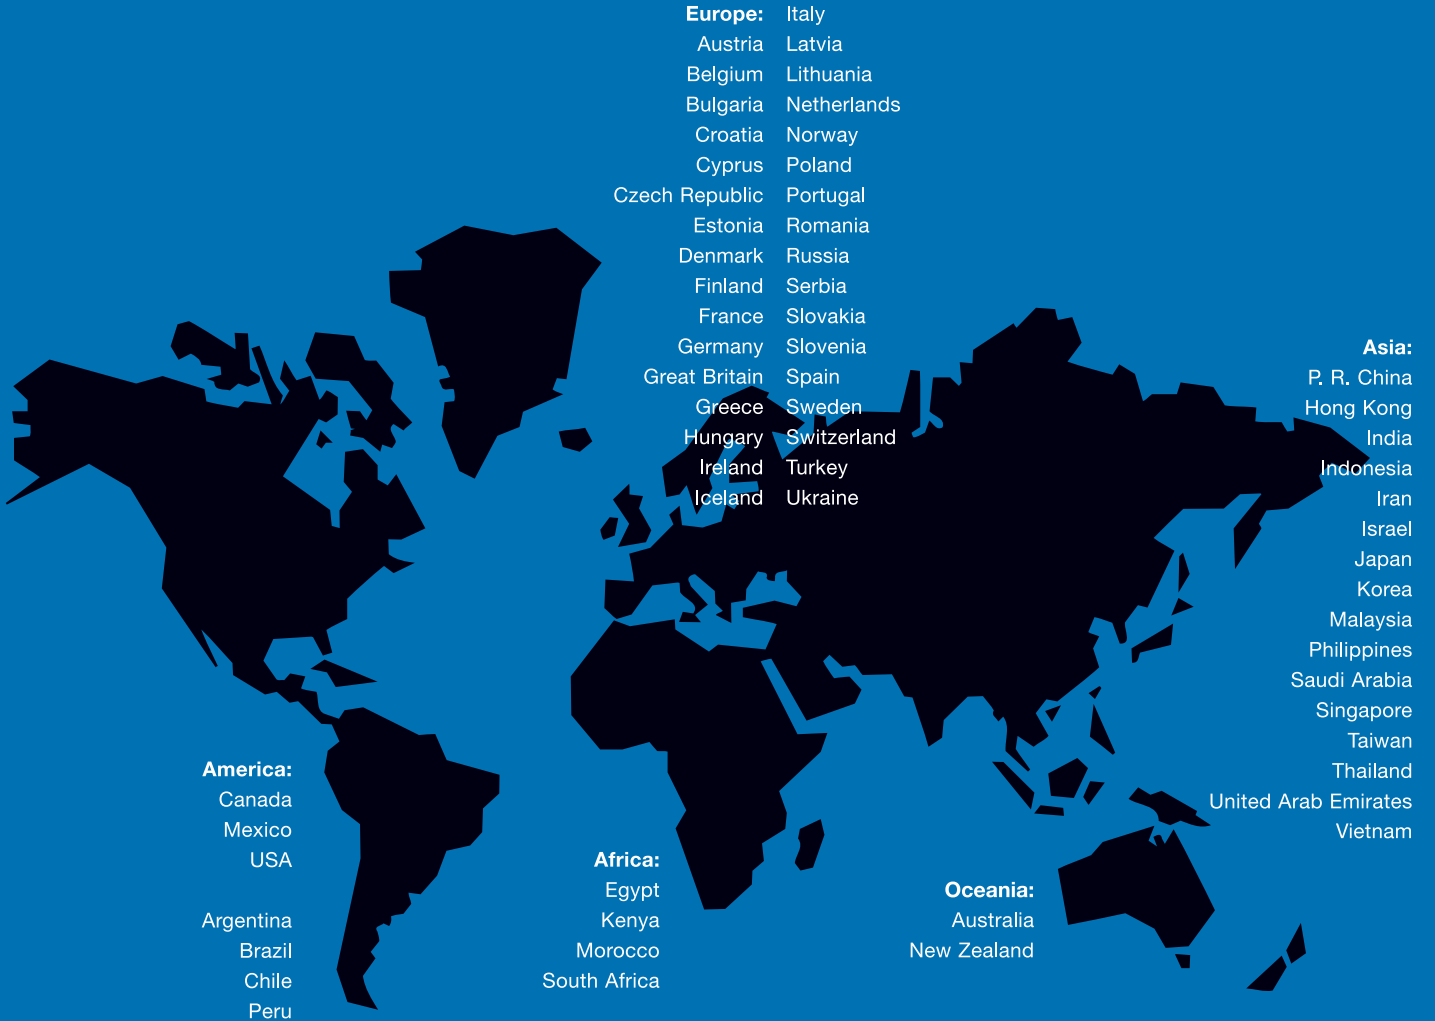 Europe:
Austria
Belgium
Bulgaria
Croatia
Cyprus
Czech Republic
Estonia
Denmark
Finland
France
Germany
Great Britain
Greece
Hungary
Ireland
Iceland
Italy
Latvia
Lithuania
Netherlands
Norway
Poland
Portugal
Romania
Russia
Serbia
Slovakia
Slovenia
Spain
Sweden
Switzerland
Turkey
Ukraine
Asia:
P. R. China
Hong Kong
India
Indonesia
Iran
Israel
Japan
Korea
Malaysia
Philippines
Saudi Arabia
Singapore
Taiwan
Thailand
United Arab Emirates
Vietnam
America:
Canada
Mexico
USA
Argentina
Brazil
Chile
Peru
Africa:
Egypt
Kenya
Morocco
South Africa
Oceania:
Australia
New Zealand